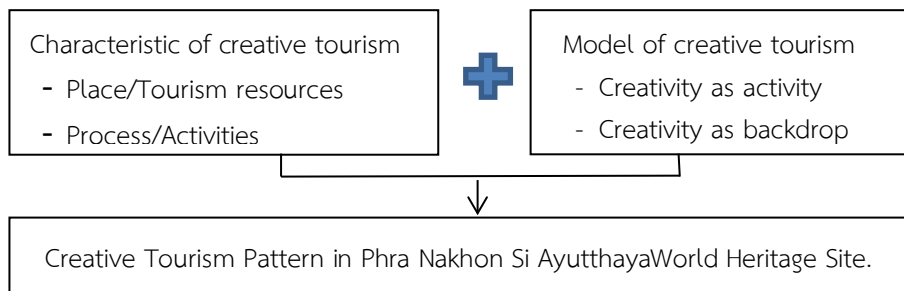 Characteristic of creative tourism
- Place/Tourism resources
- Process/Activities
Model of creative tourism
- Creativity as activity
- Creativity as backdrop
Creative Tourism Pattern in Phra Nakhon Si AyutthayaWorld Heritage Site.